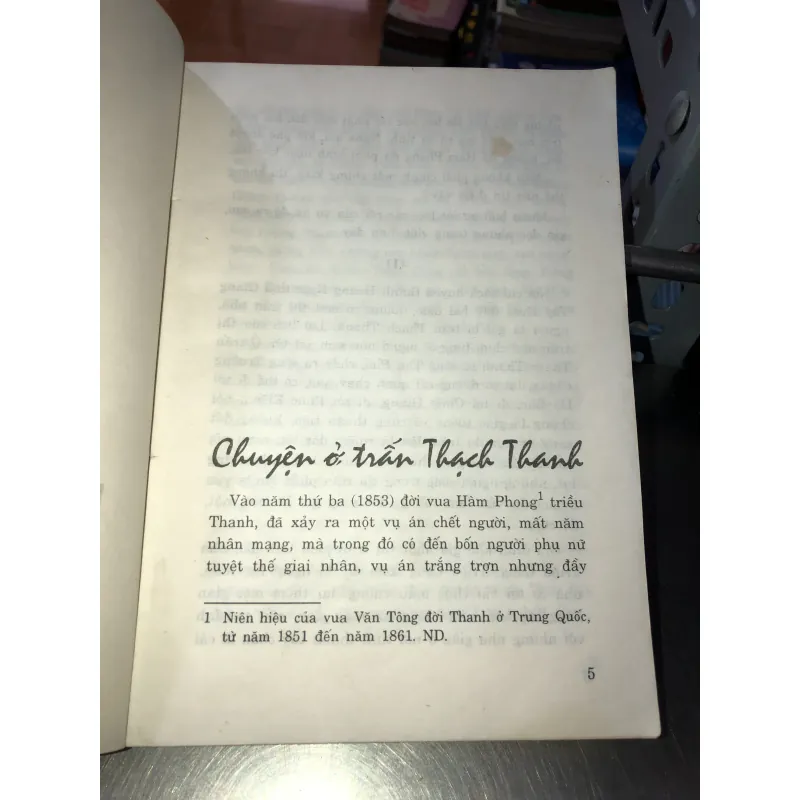 Chuyện ở trấn Thạch Thanh
Vào năm thứ ba (1853) đời vua Hàm Phong1 triều
Thanh, đã xảy ra một vụ án chết người, mất năm
nhân mạng, mà trong đó có đến bốn người phụ nữ
tuyệt thế giai nhân, vụ án trắng trợn nhưng đầy
1 Niên hiệu của vua Văn Tông đời Thanh ở Trung Quốc,
từ năm 1851 đến năm 1861. ND.
5